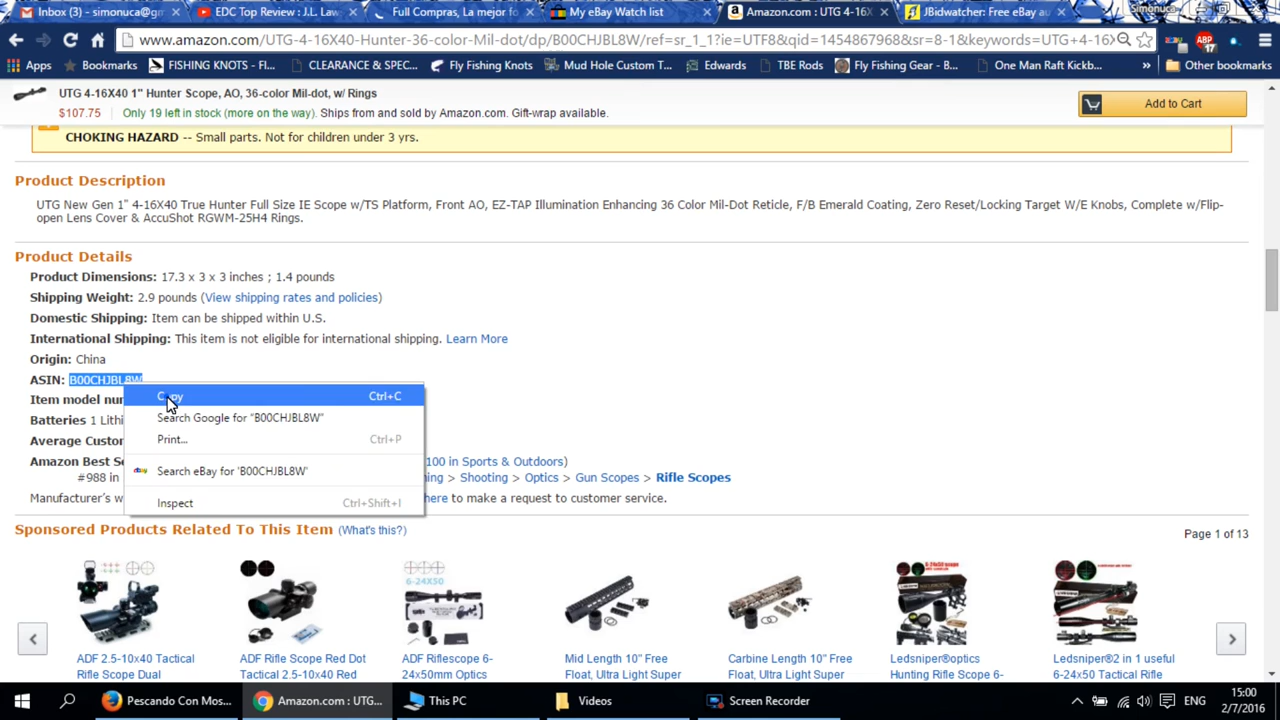 Inbox (3) - simonuca@gm
EDC Top Review : J.L. Law
Full Compras, La mejor fo
My eBay Watch list
Amazon.com : UTG 4-16X
JBidwatcher: Free eBay au
Simonuca
www.amazon.com/UTG-4-16X40-Hunter-36-color-Mil-dot/dp/B00CHJBL8W/ref=sr_1_1?ie=UTF8&qid=1454867968&sr=8-1&keywords=UTG+4-16
ABP
17
Apps
Bookmarks
FISHING KNOTS - Fl...
CLEARANCE & SPEC...
Fly Fishing Knots
Mud Hole Custom T...
Edwards
TBE Rods
Fly Fishing Gear - B...
One Man Raft Kickb...
»
Other bookmarks
UTG 4-16X40 1" Hunter Scope, AO, 36-color Mil-dot, w/ Rings
$107.75 Only 19 left in stock (more on the way). Ships from and sold by Amazon.com. Gift-wrap available.
Add to Cart
CHOKING HAZARD -- Small parts. Not for children under 3 yrs.
Product Description
UTG New Gen 1" 4-16X40 True Hunter Full Size IE Scope w/TS Platform, Front AO, EZ-TAP Illumination Enhancing 36 Color Mil-Dot Reticle, F/B Emerald Coating, Zero Reset/Locking Target W/E Knobs, Complete w/Flip-
open Lens Cover & AccuShot RGWM-25H4 Rings.
Product Details
Product Dimensions: 17.3 x 3 x 3 inches ; 1.4 pounds
Shipping Weight: 2.9 pounds (View shipping rates and policies)
Domestic Shipping: Item can be shipped within U.S.
International Shipping: This item is not eligible for international shipping. Learn More
Origin: China
ASIN: B00CHJBL8W
Item model nu
Copy Ctrl+C
Batteries 1 Lithi
Search Google for "B00CHJBL8W"
Average Custom
Print... Ctrl+P
Amazon Best S
100 in Sports & Outdoors)
Search eBay for 'B00CHJBL8W'
#988 in
ning > Shooting > Optics > Gun Scopes > Rifle Scopes
Manufacturer's w
here to make a request to customer service.
Inspect Ctrl+Shift+I
Sponsored Products Related To This Item (What's this?)
Page 1 of 13
6-24X50
6-24x50 scope
ADF 2.5-10x40 Tactical
Rifle Scope Dual
ADF Rifle Scope Red Dot
Tactical 2.5-10x40 Red
ADF Riflescope 6-
24x50mm Optics
Mid Length 10" Free
Float, Ultra Light Super
Carbine Length 10" Free
Float, Ultra Light Super
Ledsniper®optics
Hunting Rifle Scope 6-
Ledsniper®2 in 1 useful
6-24x50 Tactical Rifle
Pescando Con Mos...
Amazon.com : UTG...
This PC
Videos
Screen Recorder
ENG
15:00
2/7/2016